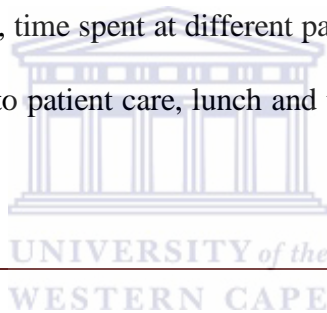 , time spent at different pa
to patient care, lunch and
UNIVERSITY of the
WESTERN CAPE